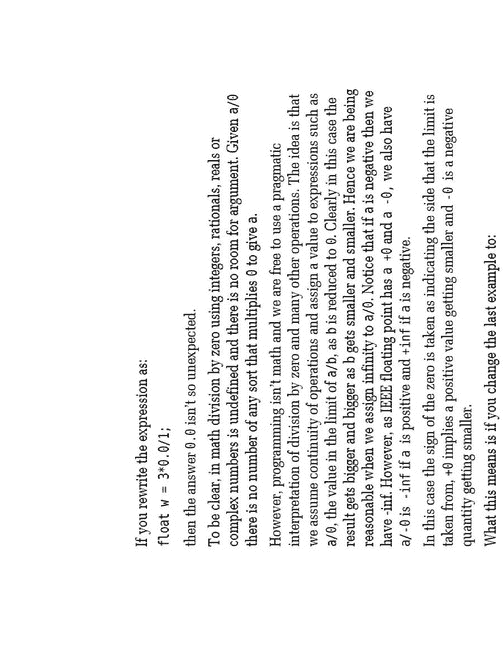 If you rewrite the expression as:
float w = 3*0.0/1;
then the answer 0.0 isn't so unexpected.
To be clear, in math division by zero using integers, rationals, reals or
complex numbers is undefined and there is no room for argument. Given a/0
there is no number of any sort that multiplies 0 to give a.
However, programming isn't math and we are free to use a pragmatic
interpretation of division by zero and many other operations. The idea is that
we assume continuity of operations and assign a value to expressions such as
a/0, the value in the limit of a/b, as b is reduced to 0. Clearly in this case the
result gets bigger and bigger as b gets smaller and smaller. Hence we are being
reasonable when we assign infinity to a/0. Notice that if a is negative then we
have -inf. However, as IEEE floating point has a +0 and a -0, we also have
a/-0 is -inf if a is positive and +inf if a is negative.
In this case the sign of the zero is taken as indicating the side that the limit is
taken from, +0 implies a positive value getting smaller and -0 is a negative
quantity getting smaller.
What this means is if you change the last example to: